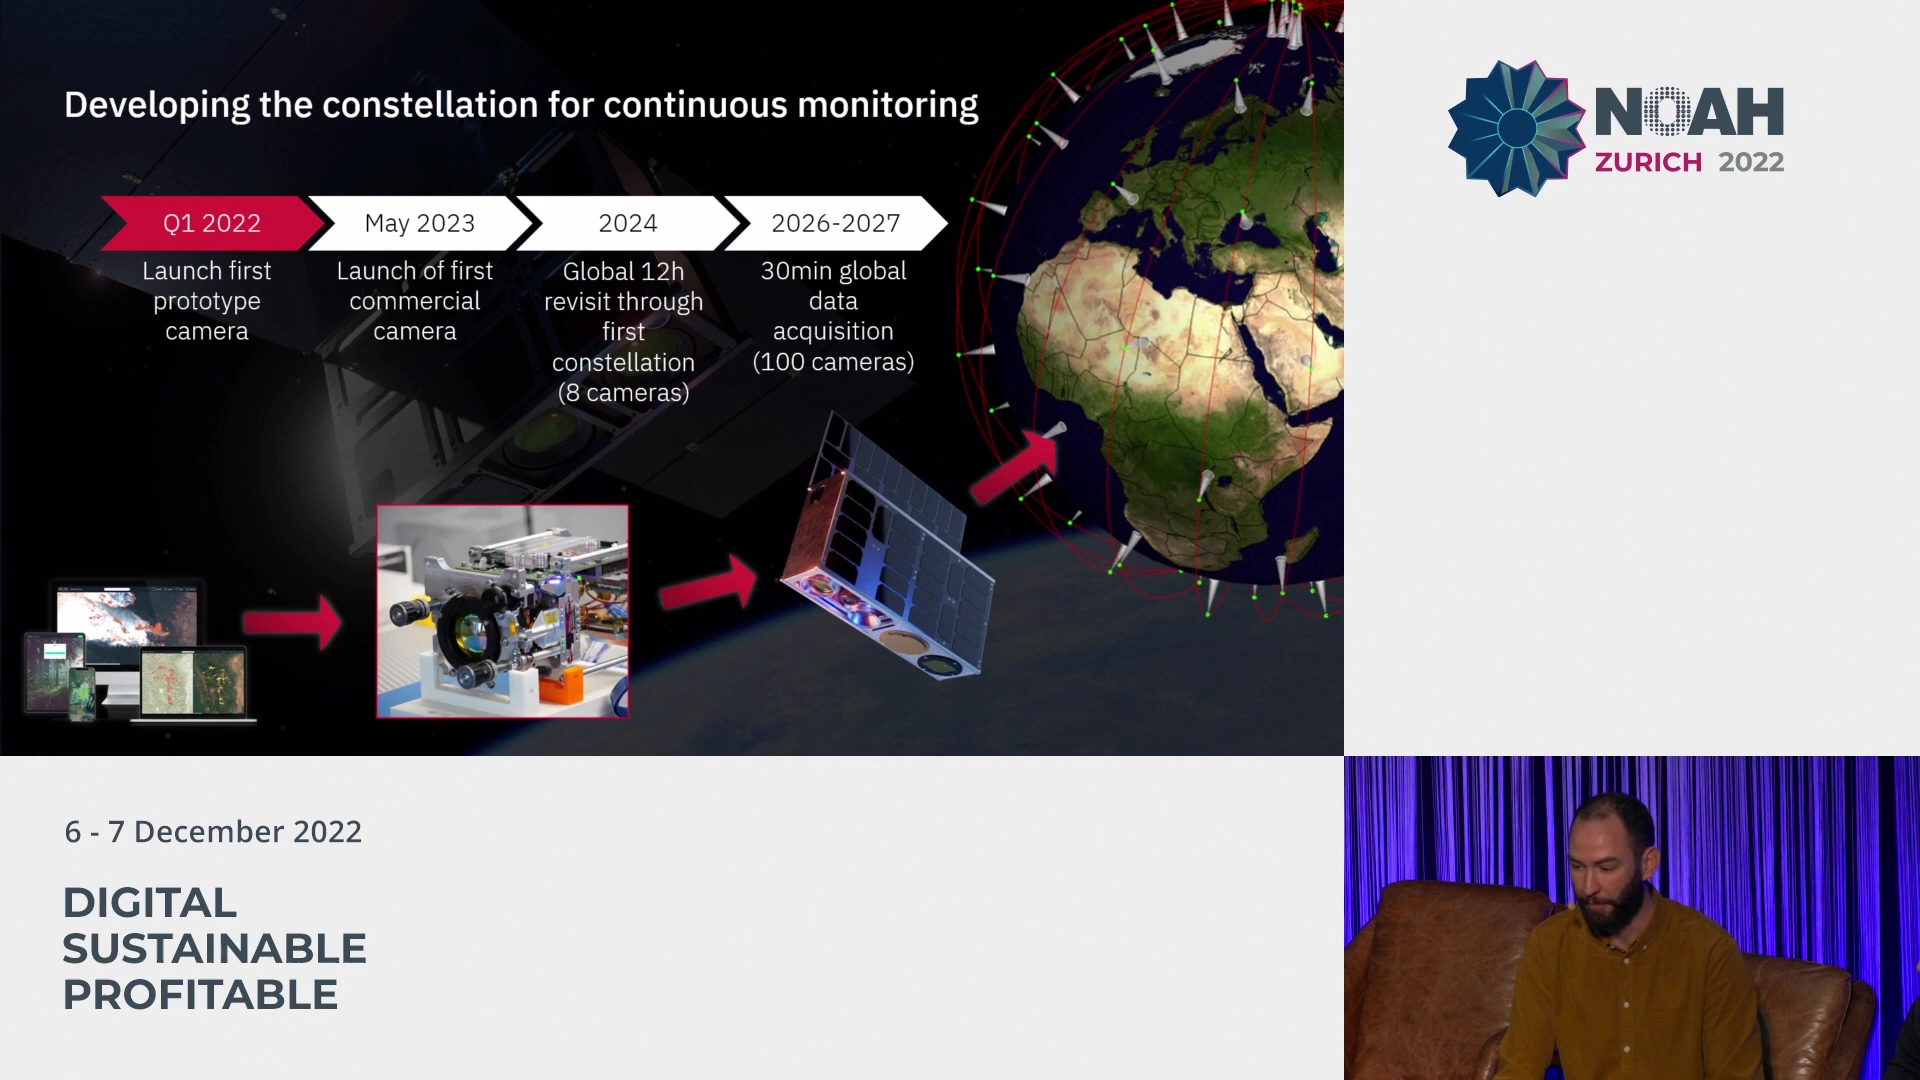 Developing the constellation for continuous monitoring
Q1 2022
Launch first
prototype
camera
May 2023
Launch of first
commercial
camera
2024
Global 12h
revisit through
first
constellation
(8 cameras)
2026-2027
30min global
data
acquisition
(100 cameras)
NOAH
ZURICH 2022
6 - 7 December 2022
DIGITAL
SUSTAINABLE
PROFITABLE